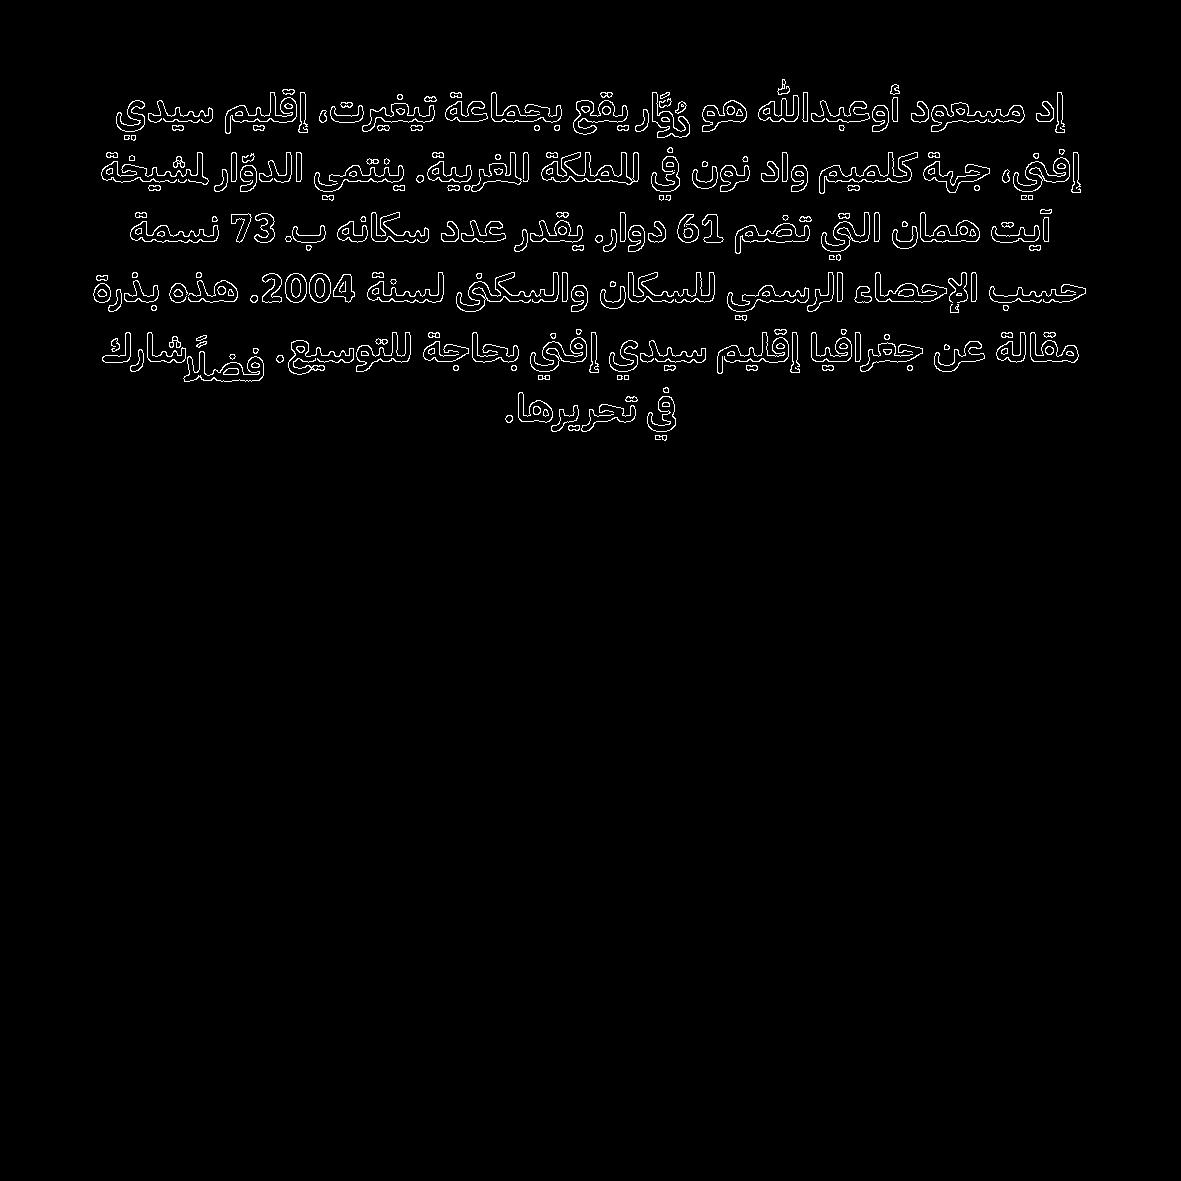 إد مسعود أوعبدالله هو دُوَّار يقع بجماعة تيغيرت، إقليم سيدي
إفني، جهة كلميم واد نون في المملكة المغربية. ينتمي الدوّار لمشيخة
آيت همان التي تضم 61 دوار. يقدر عدد سكانه ب. 73 نسمة
حسب الإحصاء الرسمي للسكان والسكنى لسنة 2004. هذه بذرة
مقالة عن جغرافيا إقليم سيدي إفني بحاجة للتوسيع. فضلًا شارك
في تحريرها.